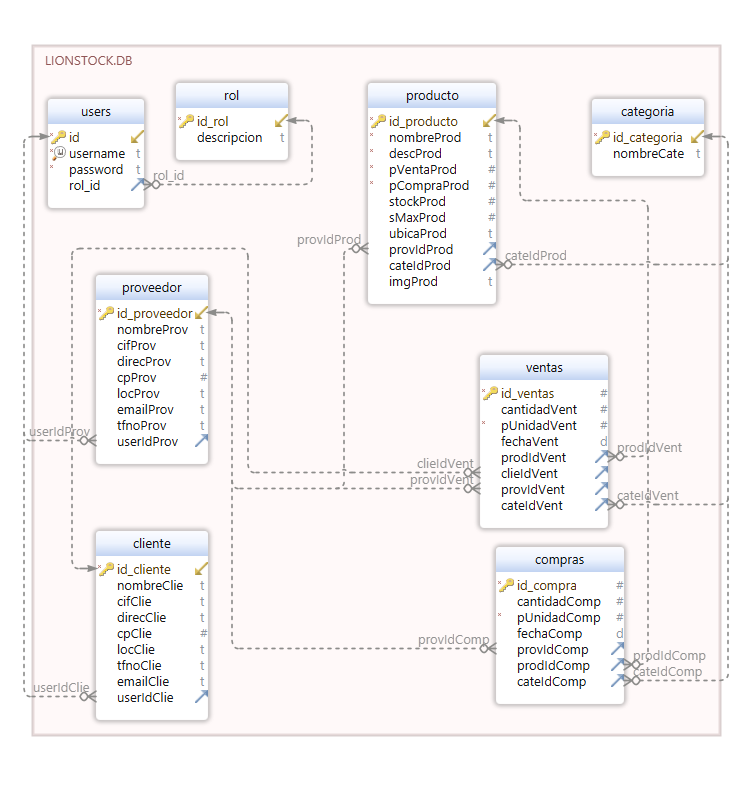 LIONSTOCK.DB
users
id
username t
password t
rol_id
rol_id
rol
id_rol
descripcion t
producto
id_producto
nombreProd t
descProd t
pVentaProd #
pCompraProd #
stockProd #
sMaxProd #
ubicaProd t
provIdProd
cateIdProd
imgProd t
provIdProd
cateIdProd
categoria
id_categoria
nombreCate t
proveedor
id_proveedor
nombreProv t
cifProv t
direcProv t
cpProv #
locProv t
emailProv t
tfnoProv t
userIdProv
userIdProv
ventas
id_ventas #
cantidadVent #
pUnidadVent #
fechaVent d
prodIdVent
clieIdVent
provIdVent
cateIdVent
clieIdVent
provIdVent
prodIdVent
cateIdVent
cliente
id_cliente
nombreClie t
cifClie t
direcClie t
cpClie #
locClie t
tfnoClie t
emailClie t
userIdClie
userIdClie
compras
id_compra #
cantidadComp #
pUnidadComp #
fechaComp d
provIdComp
prodIdComp
cateIdComp
provIdComp
prodIdComp
cateIdComp